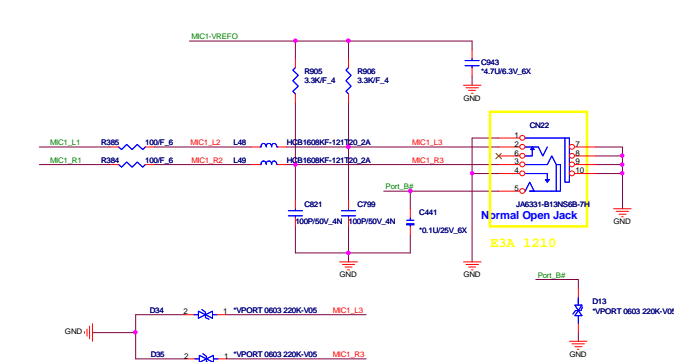 MIC1-VREFO
C943
*4.7U/6.3V_6X
GND
R905
3.3K/F_4
R906
3.3K/F_4
CN22
MIC1_L1 R385 100/F_6 MIC1_L2 L48 HCB1608KF-121T20_2A MIC1_L3
MIC1_R1 R384 100/F_6 MIC1_R2 L49 HCB1608KF-121T20_2A MIC1_R3
1
2
6
3
4
5
7
8
9
10
Port_B#
C821
100P/50V_4N
C799
100P/50V_4N
C441
*0.1U/25V_6X
JA6331-B13NS6B-7H
Normal Open Jack
GND
E3A 1210
GND
GND
Port_B#
D13
*VPORT 0603 220K-V05
GND
D34 2 1 *VPORT 0603 220K-V05 MIC1_L3
GND
D35 2 1 *VPORT 0603 220K-V05 MIC1_R3